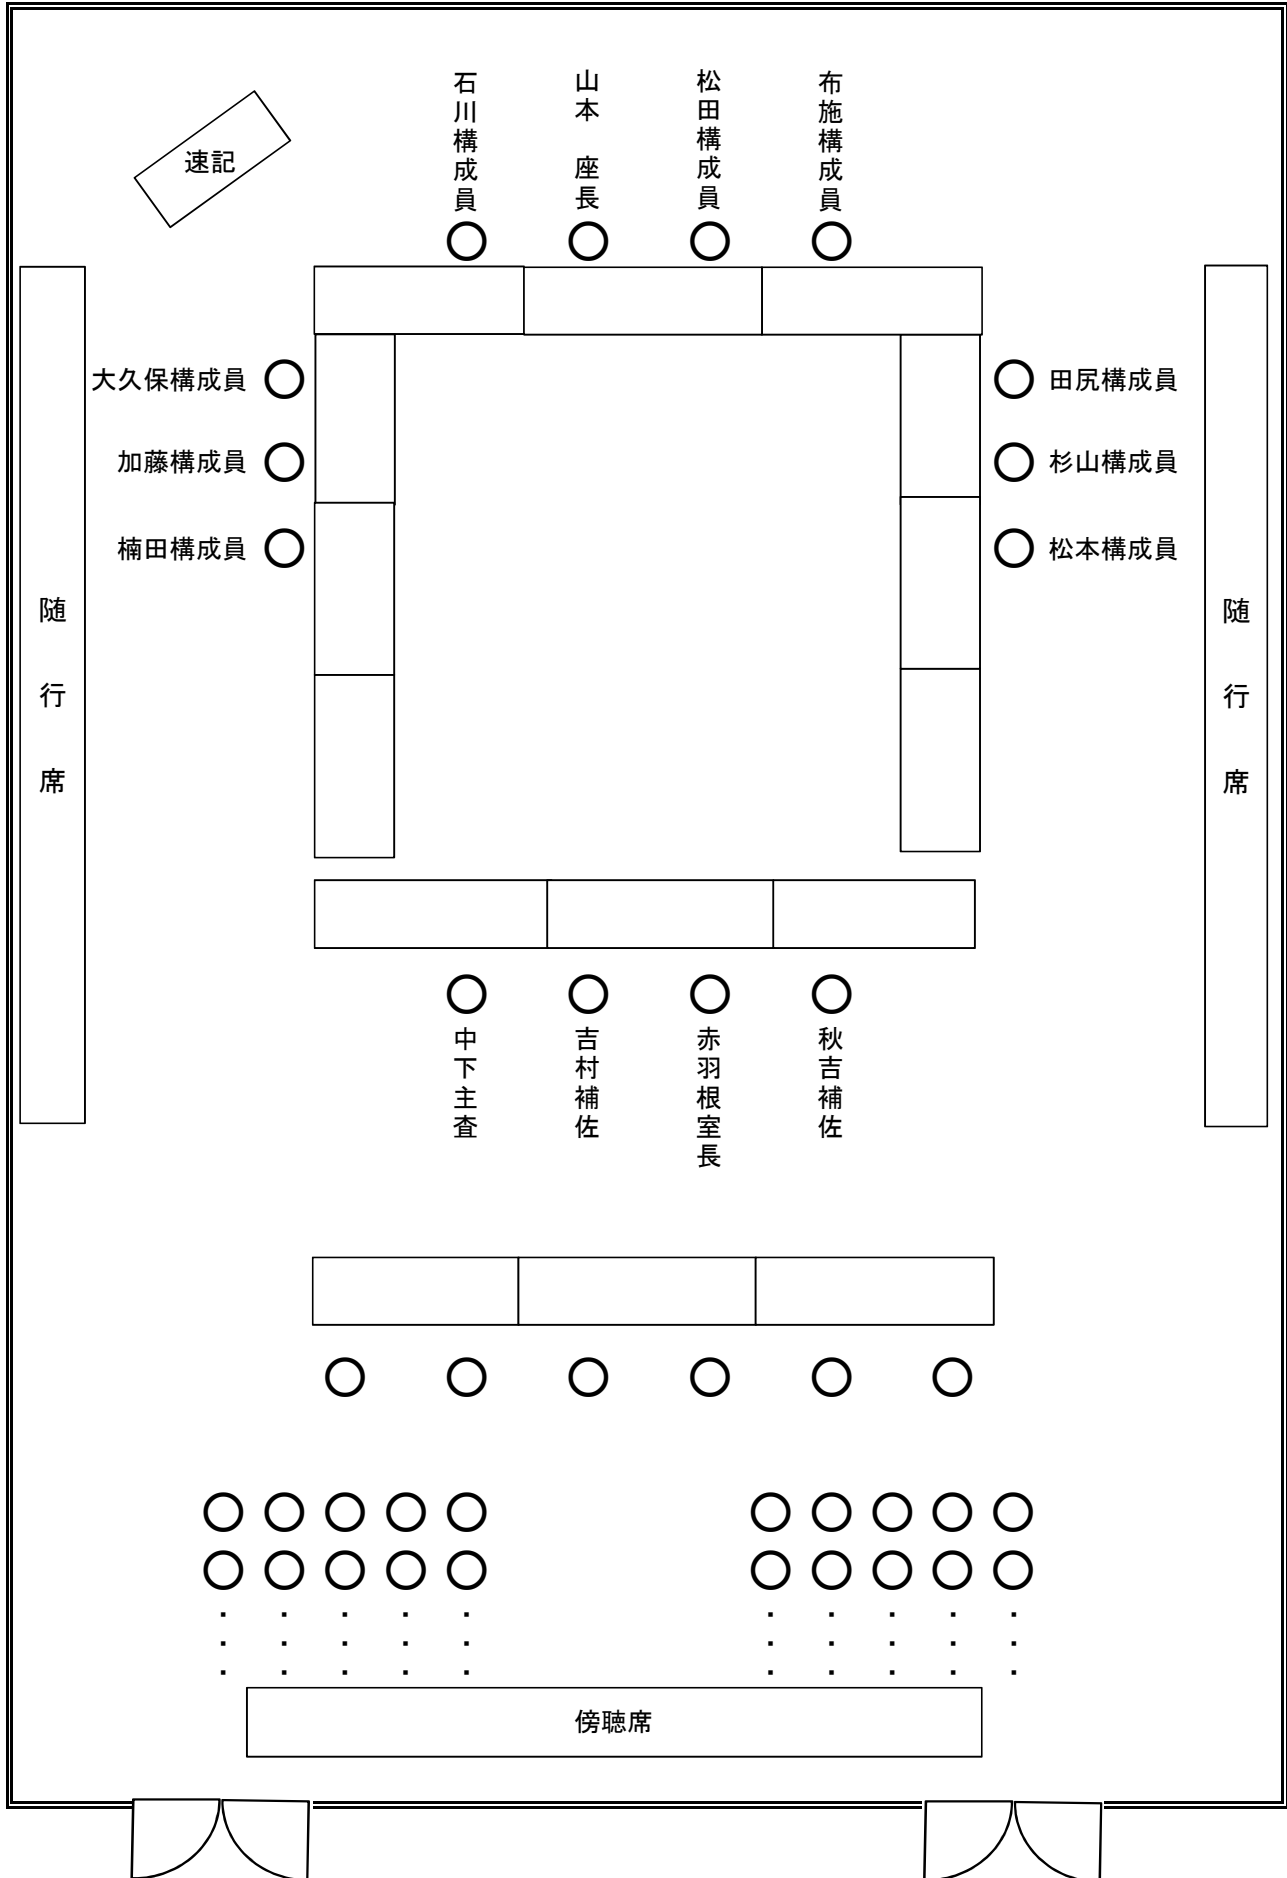 速記
石川構成員
山本　座長
松田構成員
布施構成員
大久保構成員
加藤構成員
楠田構成員
田尻構成員
杉山構成員
松本構成員
随行席
随行席
中下主査
吉村補佐
赤羽根室長
秋吉補佐
傍聴席